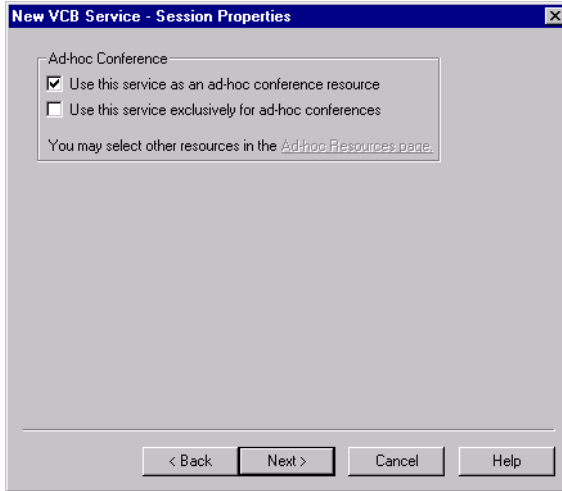 New VCB Service - Session Properties
Ad-hoc Conference
Use this service as an ad-hoc conference resource
Use this service exclusively for ad-hoc conferences
You may select other resources in the Ad-hoc Resources page.
< Back Next > Cancel Help